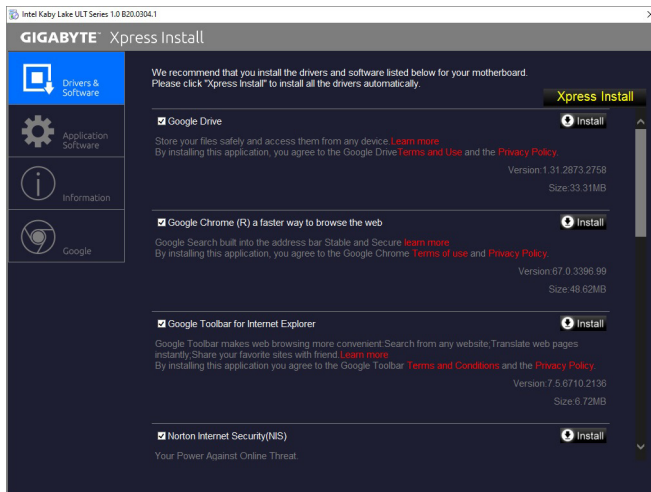 Intel Kaby Lake ULT Series 1.0 B20.0304.1
GIGABYTE™ Xpress Install
Drivers &
Software
Application
Software
Information
Google
We recommend that you install the drivers and software listed below for your motherboard.
Please click "Xpress Install" to install all the drivers automatically.
Xpress Install
Google Drive
Install
Store your files safely and access them from any device.Learn more
By installing this application, you agree to the Google DriveTerms and Use and the Privacy Policy.
Version:1.31.2873.2758
Size:33.31MB
Google Chrome (R) a faster way to browse the web
Install
Google Search built into the address bar Stable and Secure learn more
By installing this application, you agree to the Google Chrome Terms of use and Privacy Policy.
Version:67.0.3396.99
Size:48.62MB
Google Toolbar for Internet Explorer
Install
Google Toolbar makes web browsing more convenient:Search from any website;Translate web pages
instantly;Share your favorite sites with friend.Learn more
By installing this application you agree to the Google Toolbar Terms and Conditions and the Privacy Policy.
Version:7.5.6710.2136
Size:6.72MB
Norton Internet Security(NIS)
Install
Your Power Against Online Threat.